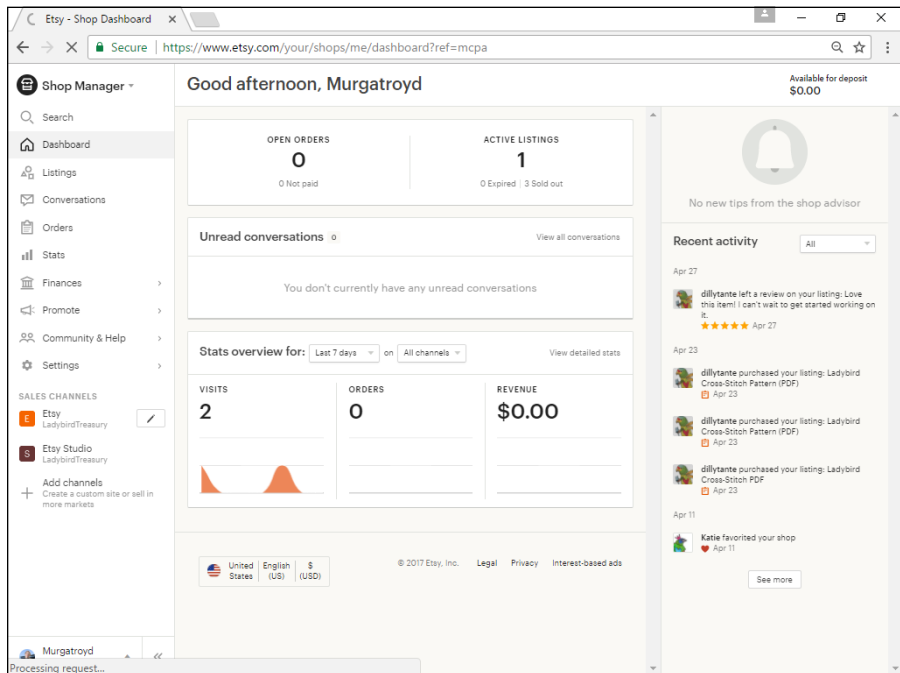 Etsy - Shop Dashboard
Secure
https://www.etsy.com/your/shops/me/dashboard?ref=mcpa
Shop Manager
Search
Dashboard
Listings
Conversations
Orders
Stats
Finances
Promote
Community & Help
Settings
SALES CHANNELS
E
Etsy
LadybirdTreasury
S
Etsy Studio
LadybirdTreasury
Add channels
Create a custom site or sell in
more markets
Murgatroyd
Processing request...
Good afternoon, Murgatroyd
Available for deposit
$0.00
OPEN ORDERS
0
0 Not paid
ACTIVE LISTINGS
1
0 Expired | 3 Sold out
Unread conversations 0
View all conversations
You don't currently have any unread conversations
Stats overview for: Last 7 days on All channels
View detailed stats
VISITS
2
ORDERS
0
REVENUE
$0.00
United States
English (US)
$ (USD)
© 2017 Etsy, Inc. Legal Privacy Interest-based ads
No new tips from the shop advisor
Recent activity
All
Apr 27
dillytante left a review on your listing: Love
this item! I can't wait to get started working on
it.
Apr 27
Apr 23
dillytante purchased your listing: Ladybird
Cross-Stitch Pattern (PDF)
Apr 23
dillytante purchased your listing: Ladybird
Cross-Stitch Pattern (PDF)
Apr 23
dillytante purchased your listing: Ladybird
Cross-Stitch PDF
Apr 23
Apr 11
Katie favorited your shop
Apr 11
See more